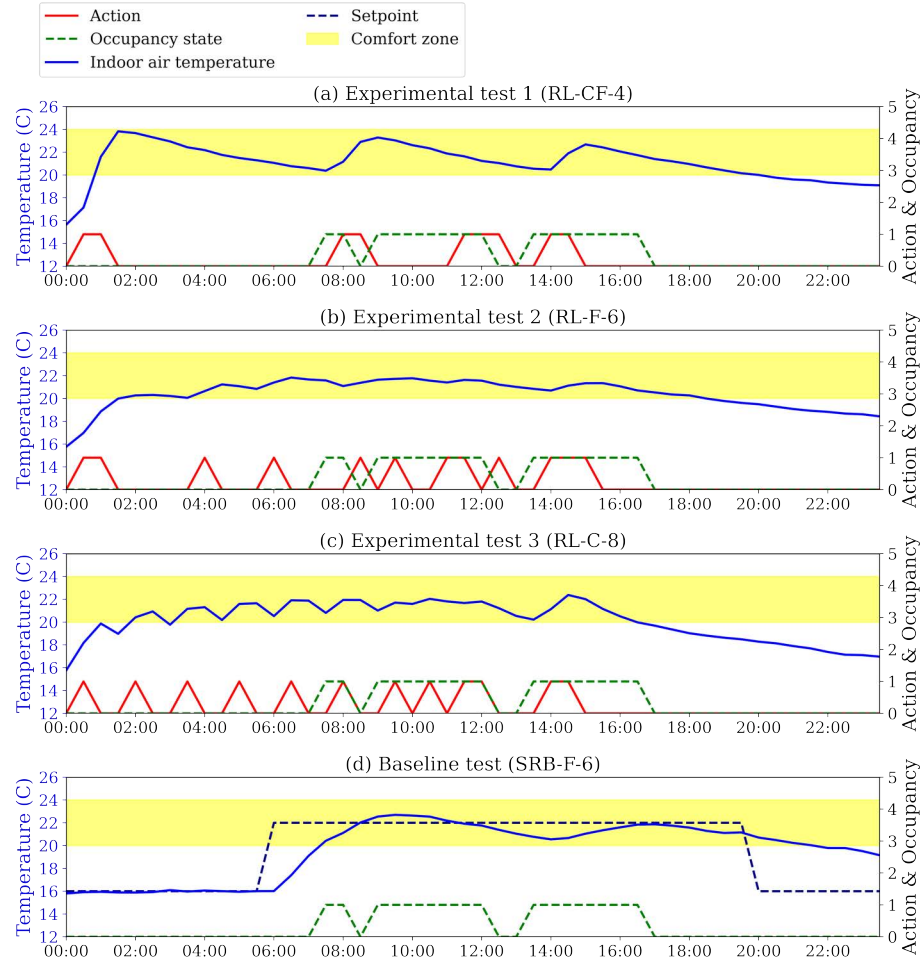 Action
Occupancy state
Indoor air temperature
Setpoint
Comfort zone
(a) Experimental test 1 (RL-CF-4)
Temperature (C)
26
24
22
20
18
16
14
12
5
4
3
2
1
0
Action & Occupancy
00:00 02:00 04:00 06:00 08:00 10:00 12:00 14:00 16:00 18:00 20:00 22:00
(b) Experimental test 2 (RL-F-6)
Temperature (C)
26
24
22
20
18
16
14
12
5
4
3
2
1
0
Action & Occupancy
00:00 02:00 04:00 06:00 08:00 10:00 12:00 14:00 16:00 18:00 20:00 22:00
(c) Experimental test 3 (RL-C-8)
Temperature (C)
26
24
22
20
18
16
14
12
5
4
3
2
1
0
Action & Occupancy
00:00 02:00 04:00 06:00 08:00 10:00 12:00 14:00 16:00 18:00 20:00 22:00
(d) Baseline test (SRB-F-6)
Temperature (C)
26
24
22
20
18
16
14
12
5
4
3
2
1
0
Action & Occupancy
00:00 02:00 04:00 06:00 08:00 10:00 12:00 14:00 16:00 18:00 20:00 22:00